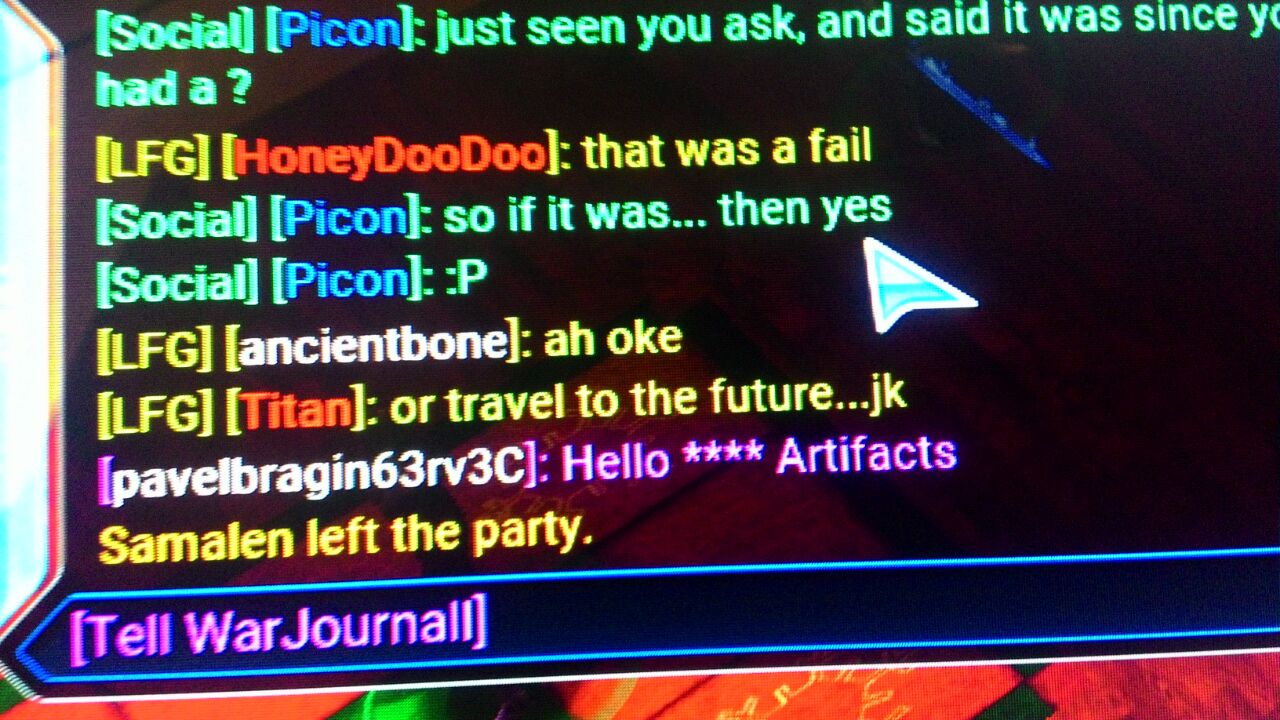 [Social] [Picon]: just seen you ask, and said it was since
had a ?
[LFG] [HoneyDooDoo]: that was a fail
[Social] [Picon]: so if it was... then yes
[Social] [Picon]: :P
[LFG] [ancientbone]: ah oke
[LFG] [Titan]: or travel to the future...jk
[pavelbragin63rv3C]: Hello **** Artifacts
Samalen left the party.
[Tell WarJournall]